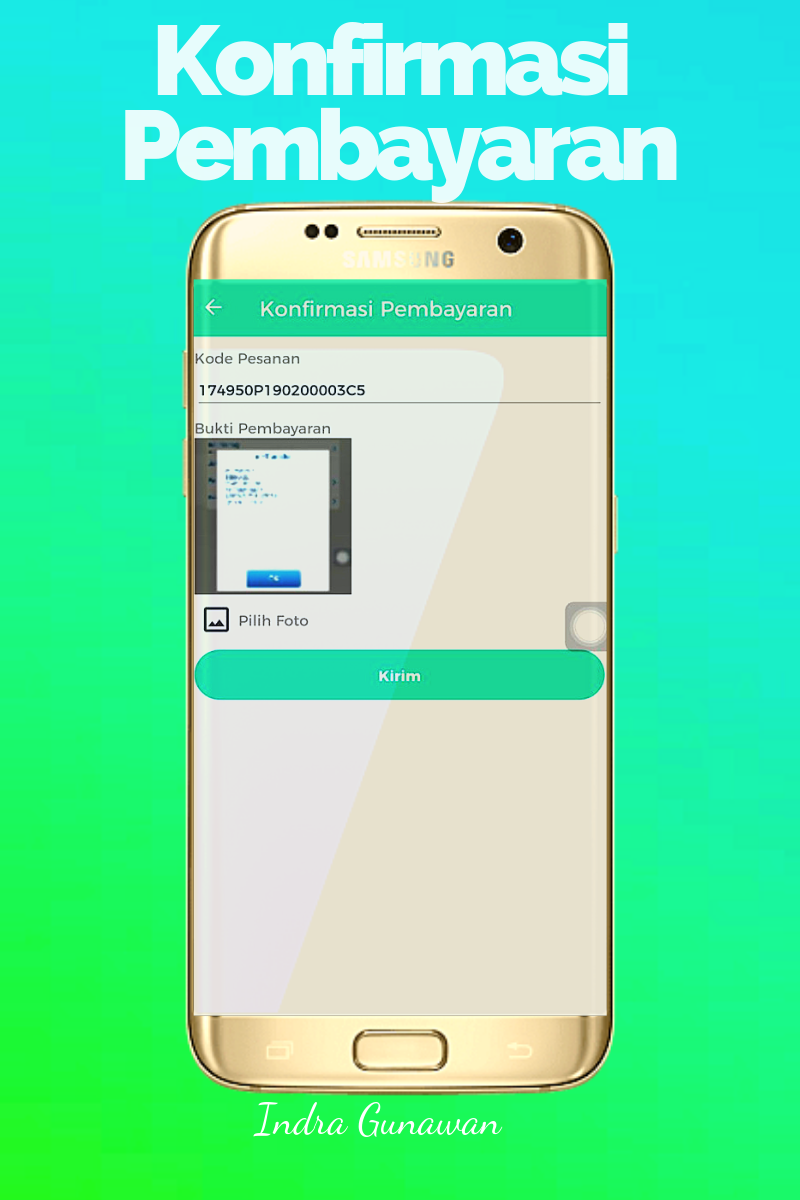 Konfirmasi
Pembayaran
SAMSUNG
Konfirmasi Pembayaran
Kode Pesanan
174950P190200003C5
Bukti Pembayaran
Pilih Foto
Kirim
Indra Gunawan